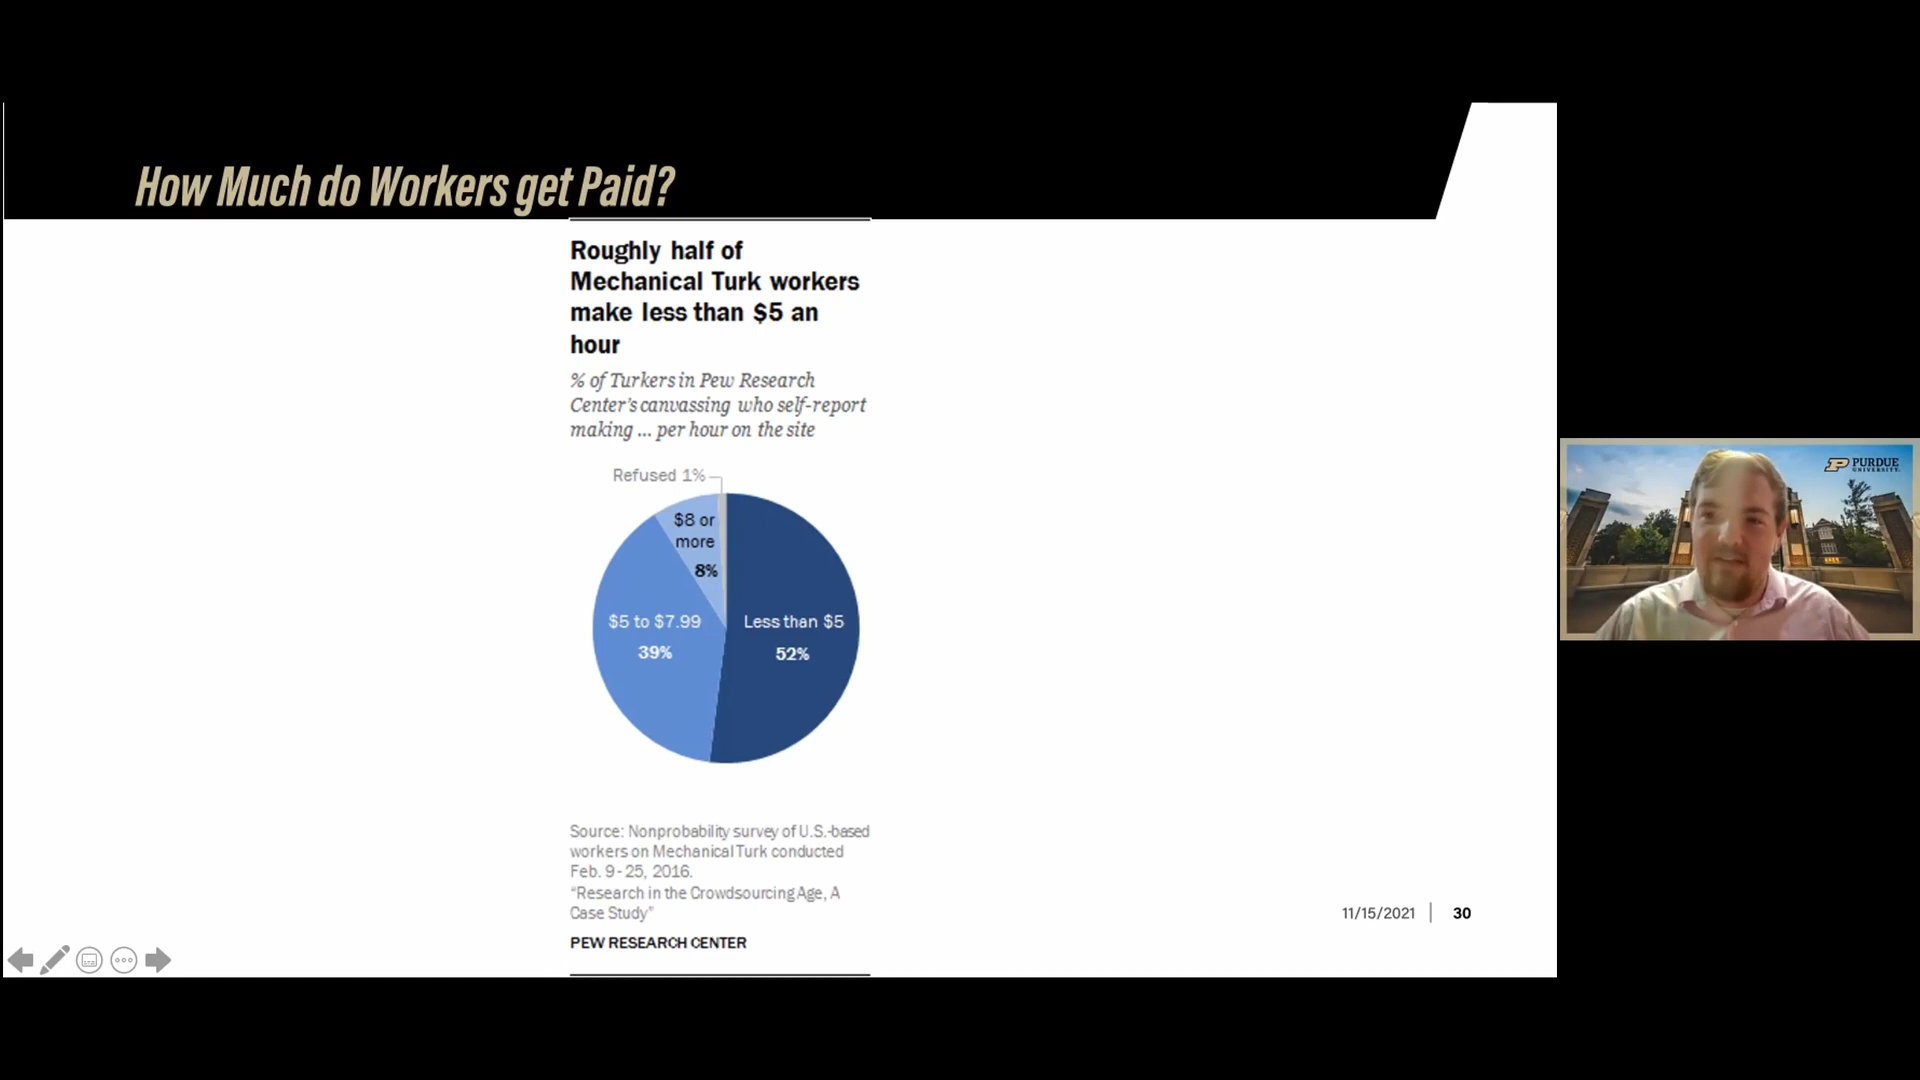 How Much do Workers get Paid?
Roughly half of
Mechanical Turk workers
make less than $5 an
hour
% of Turkers in Pew Research
Center's canvassing who self-report
making ... per hour on the site
Refused 1%
$8 or
more
8%
$5 to $7.99
39%
Less than $5
52%
Source: Nonprobability survey of U.S.-based
workers on Mechanical Turk conducted
Feb. 9-25, 2016.
"Research in the Crowdsourcing Age, A
Case Study"
PEW RESEARCH CENTER
11/15/2021
30
P PURDUE
UNIVERSITY